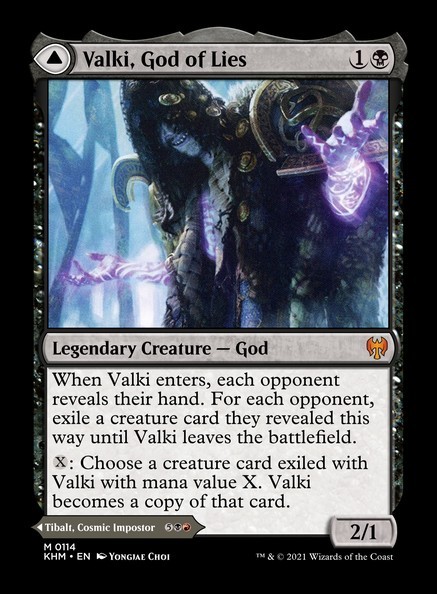 Valki, God of Lies 1
Legendary Creature — God
When Valki enters, each opponent
reveals their hand. For each opponent,
exile a creature card they revealed this
way until Valki leaves the battlefield.
X: Choose a creature card exiled with
Valki with mana value X. Valki
becomes a copy of that card.
Tibalt, Cosmic Impostor 5
2/1
M 0114
KHM • EN Yongjae Choi
™ & © 2021 Wizards of the Coast